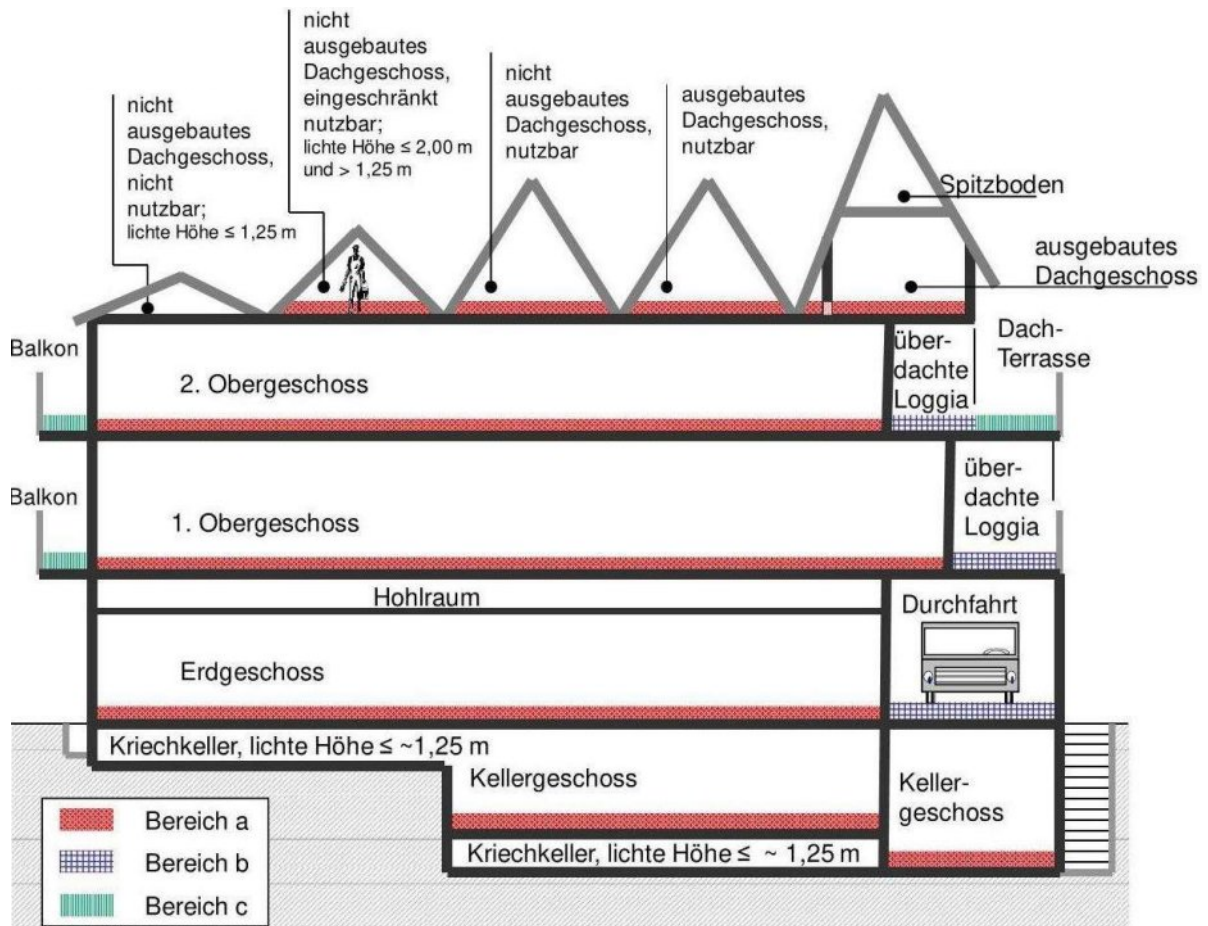 nicht
ausgebautes
Dachgeschoss,
nicht
nutzbar;
lichte Höhe ≤ 1,25 m
nicht
ausgebautes
Dachgeschoss,
eingeschränkt
nutzbar;
lichte Höhe ≤ 2,00 m
und > 1,25 m
nicht
ausgebautes
Dachgeschoss,
nutzbar
ausgebautes
Dachgeschoss,
nutzbar
Spitzboden
ausgebautes
Dachgeschoss
Balkon
2. Obergeschoss
über-
dachte
Loggia
Dach-
Terrasse
Balkon
1. Obergeschoss
über-
dachte
Loggia
Hohlraum
Durchfahrt
Erdgeschoss
Kriechkeller, lichte Höhe ≤ ~1,25 m
Kellergeschoss
Keller-
geschoss
Kriechkeller, lichte Höhe ≤ ~ 1,25 m
Bereich a
Bereich b
Bereich c